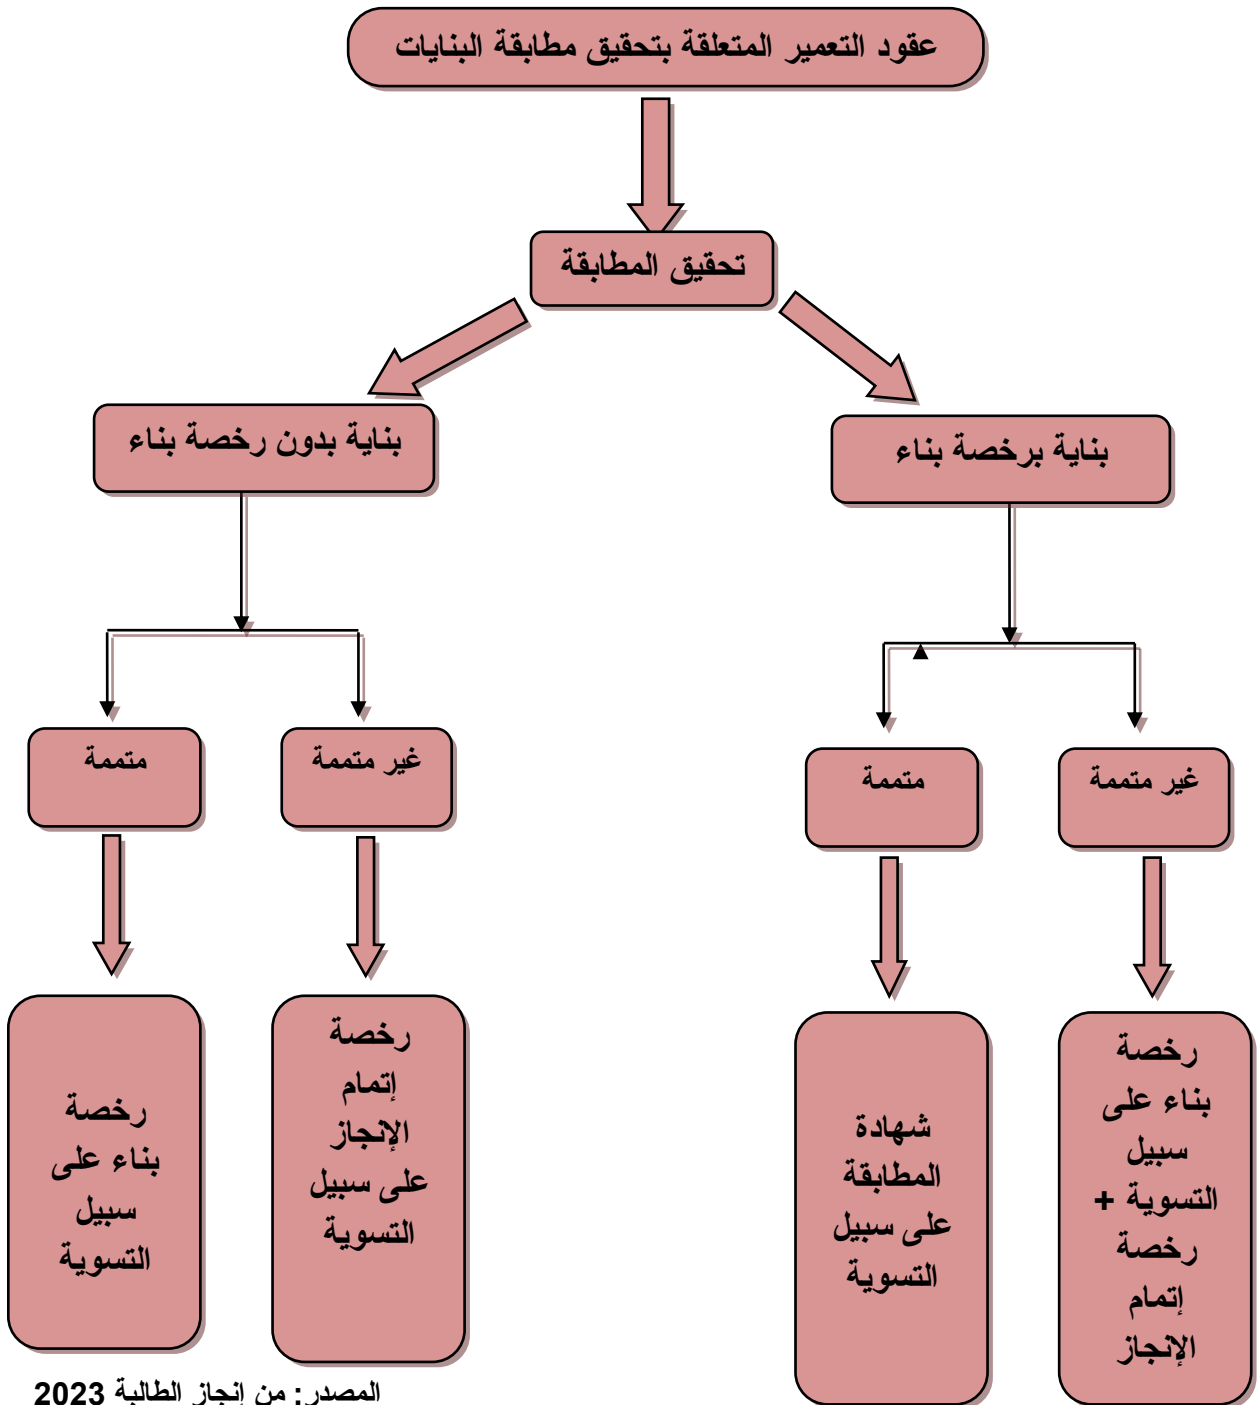 عقود التعمير المتعلقة بتحقيق مطابقة البنايات
تحقيق المطابقة
بناية برخصة بناء
بناية بدون رخصة بناء
غير متممة
متممة
غير متممة
متممة
رخصة
بناء على
سبيل
التسوية +
رخصة
إتمام
الإنجاز
شهادة
المطابقة
على سبيل
التسوية
رخصة
إتمام
الإنجاز
على سبيل
التسوية
رخصة
بناء على
سبيل
التسوية
المصدر: من إنجاز الطالبة 2023